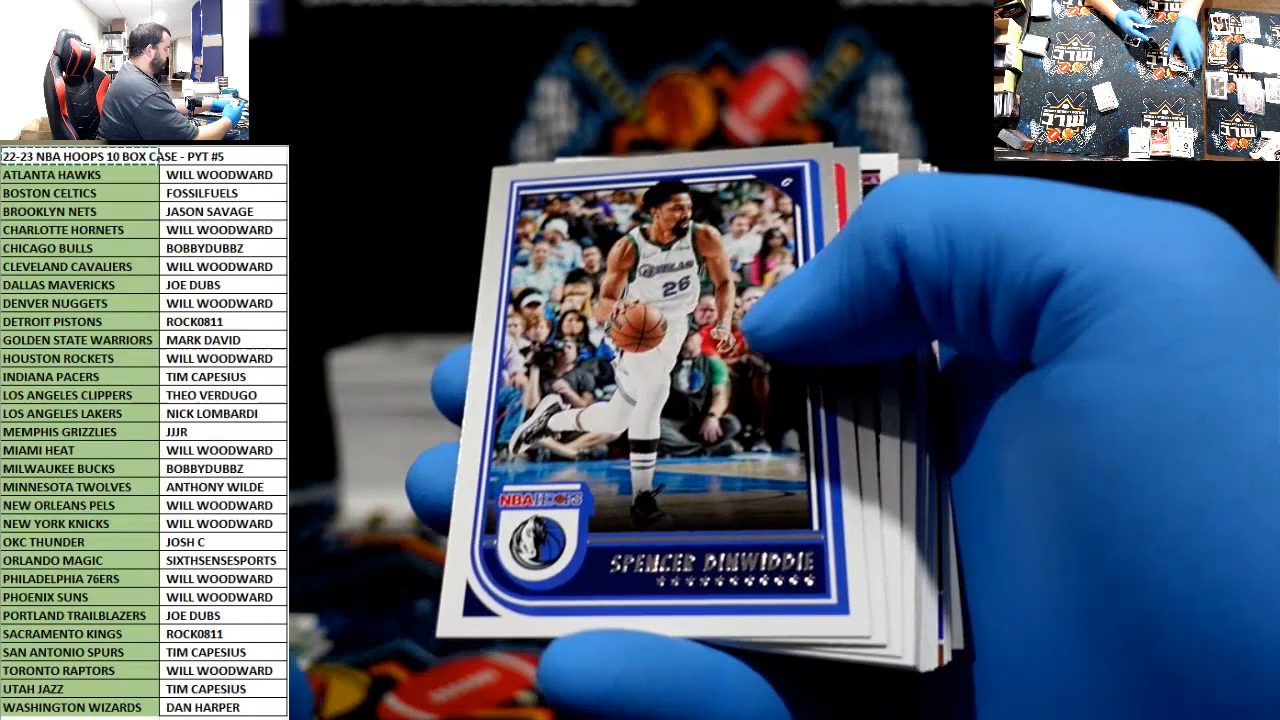 22-23 NBA HOOPS 10 BOX CASE - PYT #5
ATLANTA HAWKS WILL WOODWARD
BOSTON CELTICS FOSSILFUELS
BROOKLYN NETS JASON SAVAGE
CHARLOTTE HORNETS WILL WOODWARD
CHICAGO BULLS BOBBYDUBBZ
CLEVELAND CAVALIERS WILL WOODWARD
DALLAS MAVERICKS JOE DUBS
DENVER NUGGETS WILL WOODWARD
DETROIT PISTONS ROCK0811
GOLDEN STATE WARRIORS MARK DAVID
HOUSTON ROCKETS WILL WOODWARD
INDIANA PACERS TIM CAPESIUS
LOS ANGELES CLIPPERS THEO VERDUGO
LOS ANGELES LAKERS NICK LOMBARDI
MEMPHIS GRIZZLIES JJJR
MIAMI HEAT WILL WOODWARD
MILWAUKEE BUCKS BOBBYDUBBZ
MINNESOTA TWOLVES ANTHONY WILDE
NEW ORLEANS PELS WILL WOODWARD
NEW YORK KNICKS WILL WOODWARD
OKC THUNDER JOSH C
ORLANDO MAGIC SIXTHSENSESPORTS
PHILADELPHIA 76ERS WILL WOODWARD
PHOENIX SUNS WILL WOODWARD
PORTLAND TRAILBLAZERS JOE DUBS
SACRAMENTO KINGS ROCK0811
SAN ANTONIO SPURS TIM CAPESIUS
TORONTO RAPTORS WILL WOODWARD
UTAH JAZZ TIM CAPESIUS
WASHINGTON WIZARDS DAN HARPER
G
26
NBA HOOPS
SPENCER DINWIDDIE